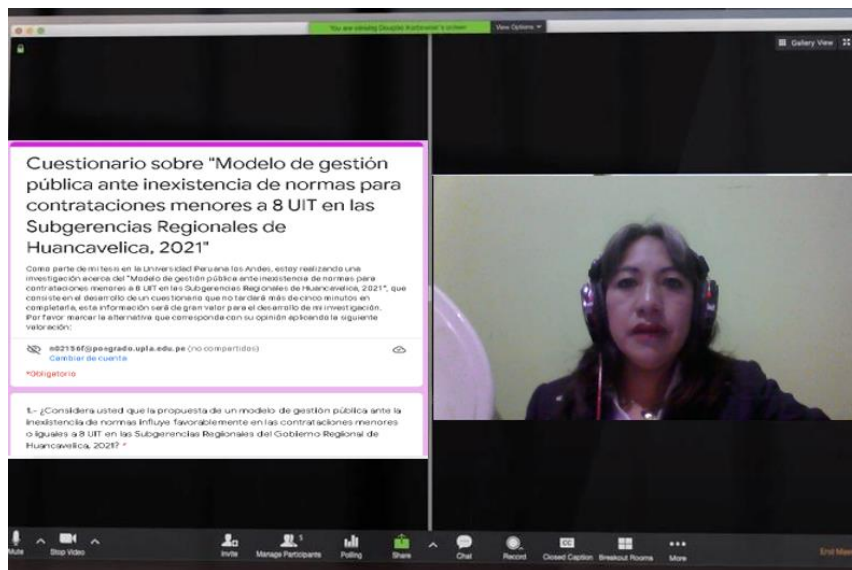 You are viewing Douglas
screen
View Options
Gallery View
Cuestionario sobre "Modelo de gestión
pública ante inexistencia de normas para
contrataciones menores a 8 UIT en las
Subgerencias Regionales de
Huancavelica, 2021"
Como parte de mi tesis en la Universidad Peruana los Andes, estoy realizando una
investigación acerca del "Modelo de gestión pública ante inexistencia de normas para
contrataciones menores a 8 UIT en las Subgerencias Regionales de Huancavelica, 2021", que
consiste en el desarrollo de un cuestionario que no tardará más de cinco minutos en
completarla, esta información será de gran valor para el desarrollo de mi investigación.
Por favor marcar la alternativa que corresponda con su opinión aplicando la siguiente
valoración:
n02156f@posgrado.upla.edu.pe (no compartidos)
Cambiar de cuenta
*Obligatorio
1.- ¿Considera usted que la propuesta de un modelo de gestión pública ante la
inexistencia de normas influye favorablemente en las contrataciones menores
o iguales a 8 UIT en las Subgerencias Regionales del Gobierno Regional de
Huancavelica, 2021? *
Mute
Stop Video
Invite
Manage Participants
Polling
Share
Chat
Record
Closed Caption
Breakout Rooms
More
End